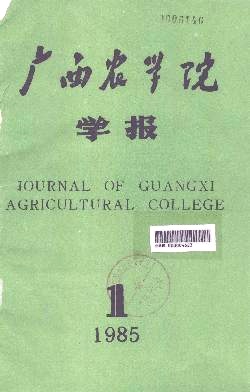 广西农学院
学报
JOURNAL OF GUANGXI
AGRICULTURAL COLLEGE
1
1985